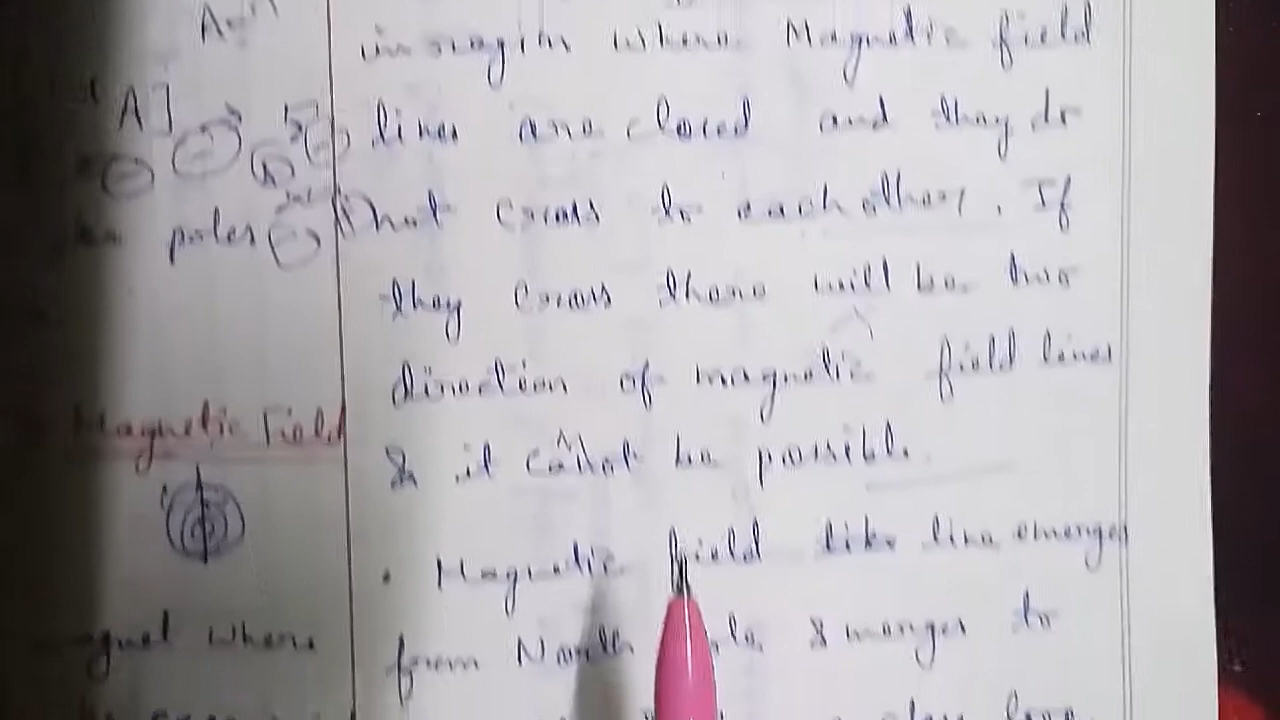 A
in region where Magnetic field
A]
lines are closed and they do
poles
not cross to each other. If
they cross there will be two
direction of magnetic field lines
Magnetic Field
& it cannot be possible.
• Magnetic field like line emerges
where
from North & merges to